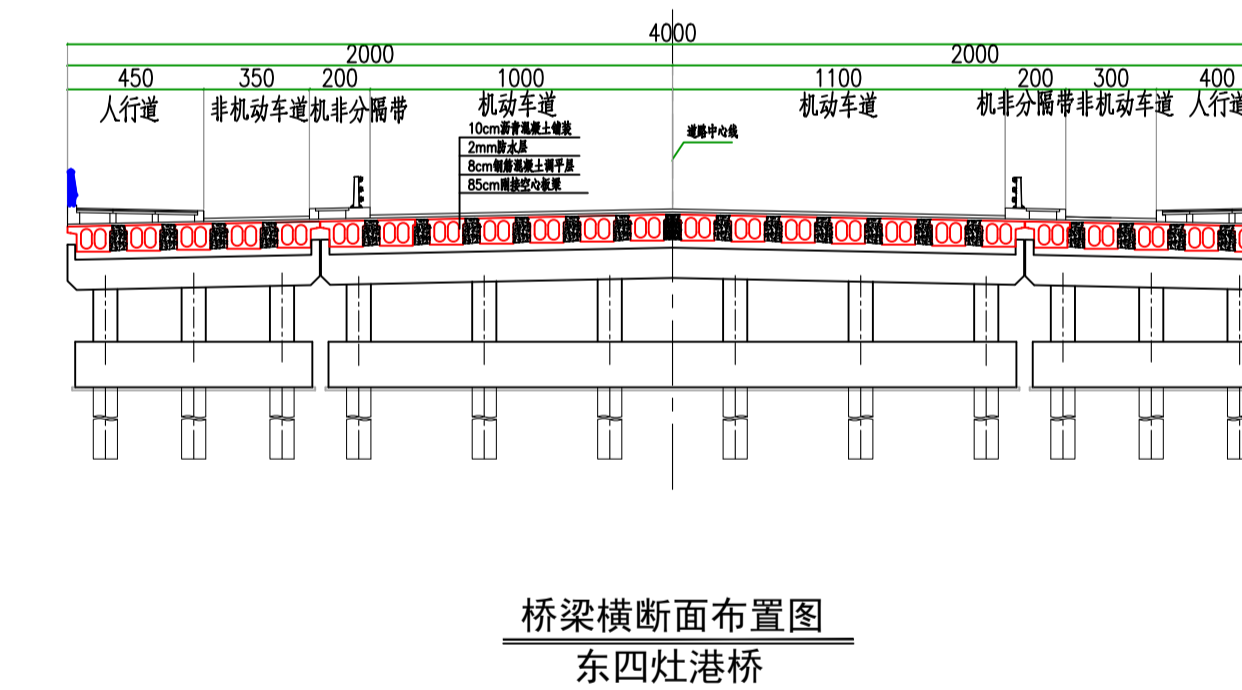 4000
2000 2000
450 350 200 1000 1100 200 300 400
人行道 非机动车道 机非分隔带 机动车道 机动车道 机非分隔带 非机动车道 人行道
10cm沥青混凝土铺装
2mm防水层
8cm钢筋混凝土调平层
85cm刚接空心板梁
道路中心线
桥梁横断面布置图
东四灶港桥